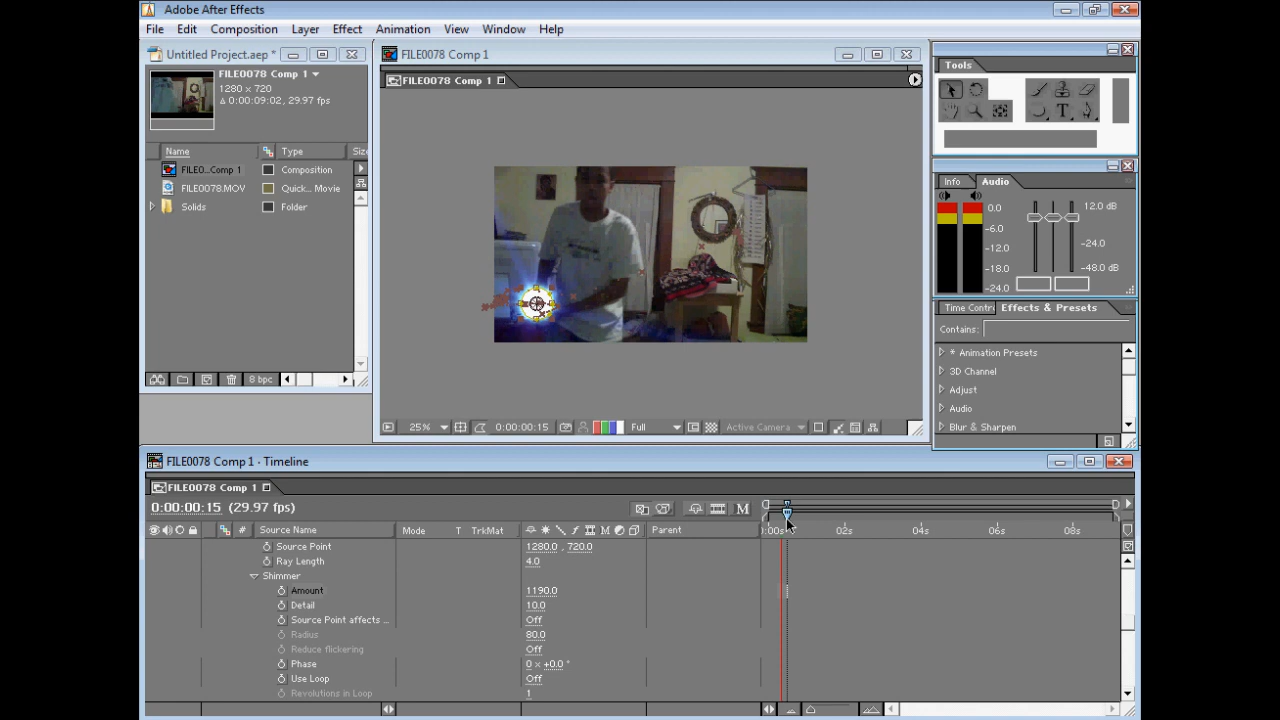 Adobe After Effects
File Edit Composition Layer Effect Animation View Window Help
Untitled Project.aep *
FILE0078 Comp 1
1280 x 720
Δ 0:00:09:02, 29.97 fps
Name Type Size
FILE0...Comp 1 Composition
FILE0078.MOV Quick... Movie
Solids Folder
8 bpc
FILE0078 Comp 1
FILE0078 Comp 1
25% 0:00:00:15 Full Active Camera
Tools
Info Audio
0.0 12.0 dB
-6.0
-12.0 -24.0
-18.0 -48.0 dB
-24.0
Time Contr Effects & Presets
Contains:
* Animation Presets
3D Channel
Adjust
Audio
Blur & Sharpen
FILE0078 Comp 1 - Timeline
FILE0078 Comp 1
0:00:00:15 (29.97 fps)
M
# Source Name Mode T TrkMat Parent
):00s 02s 04s 06s 08s
Source Point 1280.0 , 720.0
Ray Length 4.0
Shimmer
Amount 1190.0
Detail 10.0
Source Point affects ... Off
Radius 80.0
Reduce flickering Off
Phase 0 x +0.0 °
Use Loop Off
Revolutions in Loop 1